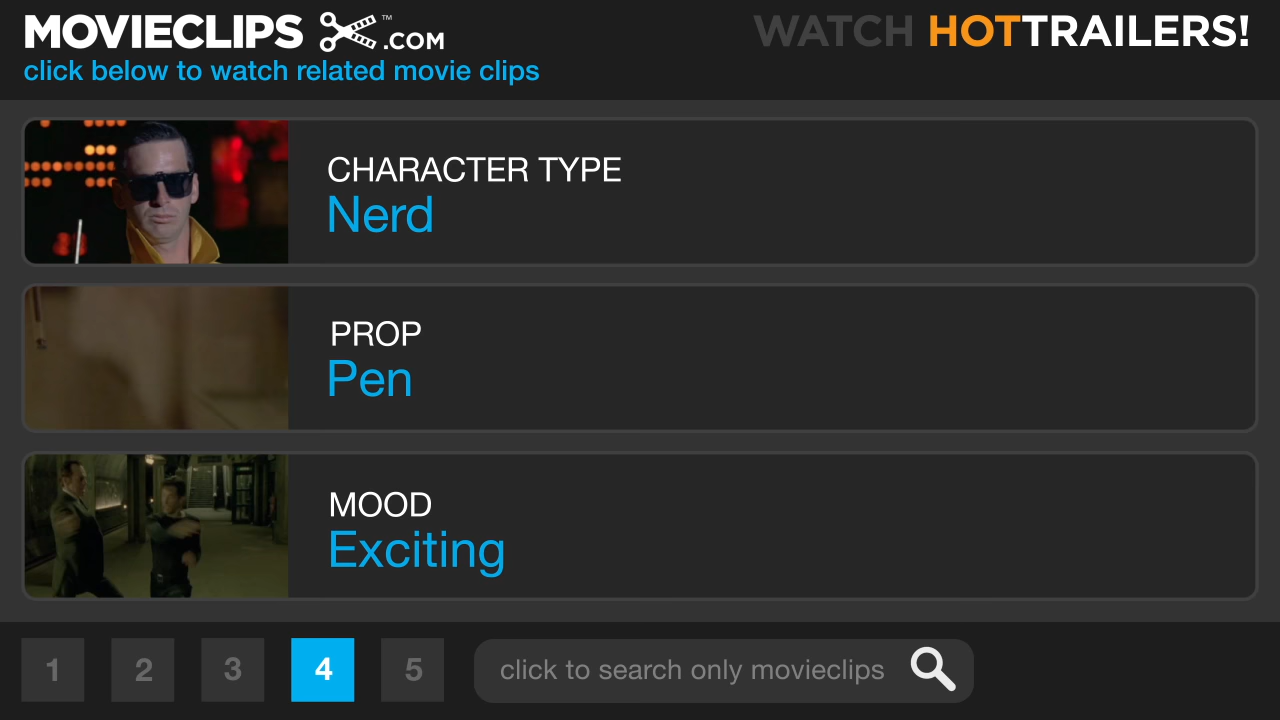 MOVIECLIPS ™ .COM
WATCH HOTTRAILERS!
click below to watch related movie clips
CHARACTER TYPE
Nerd
PROP
Pen
MOOD
Exciting
1 2 3 4 5 click to search only movieclips